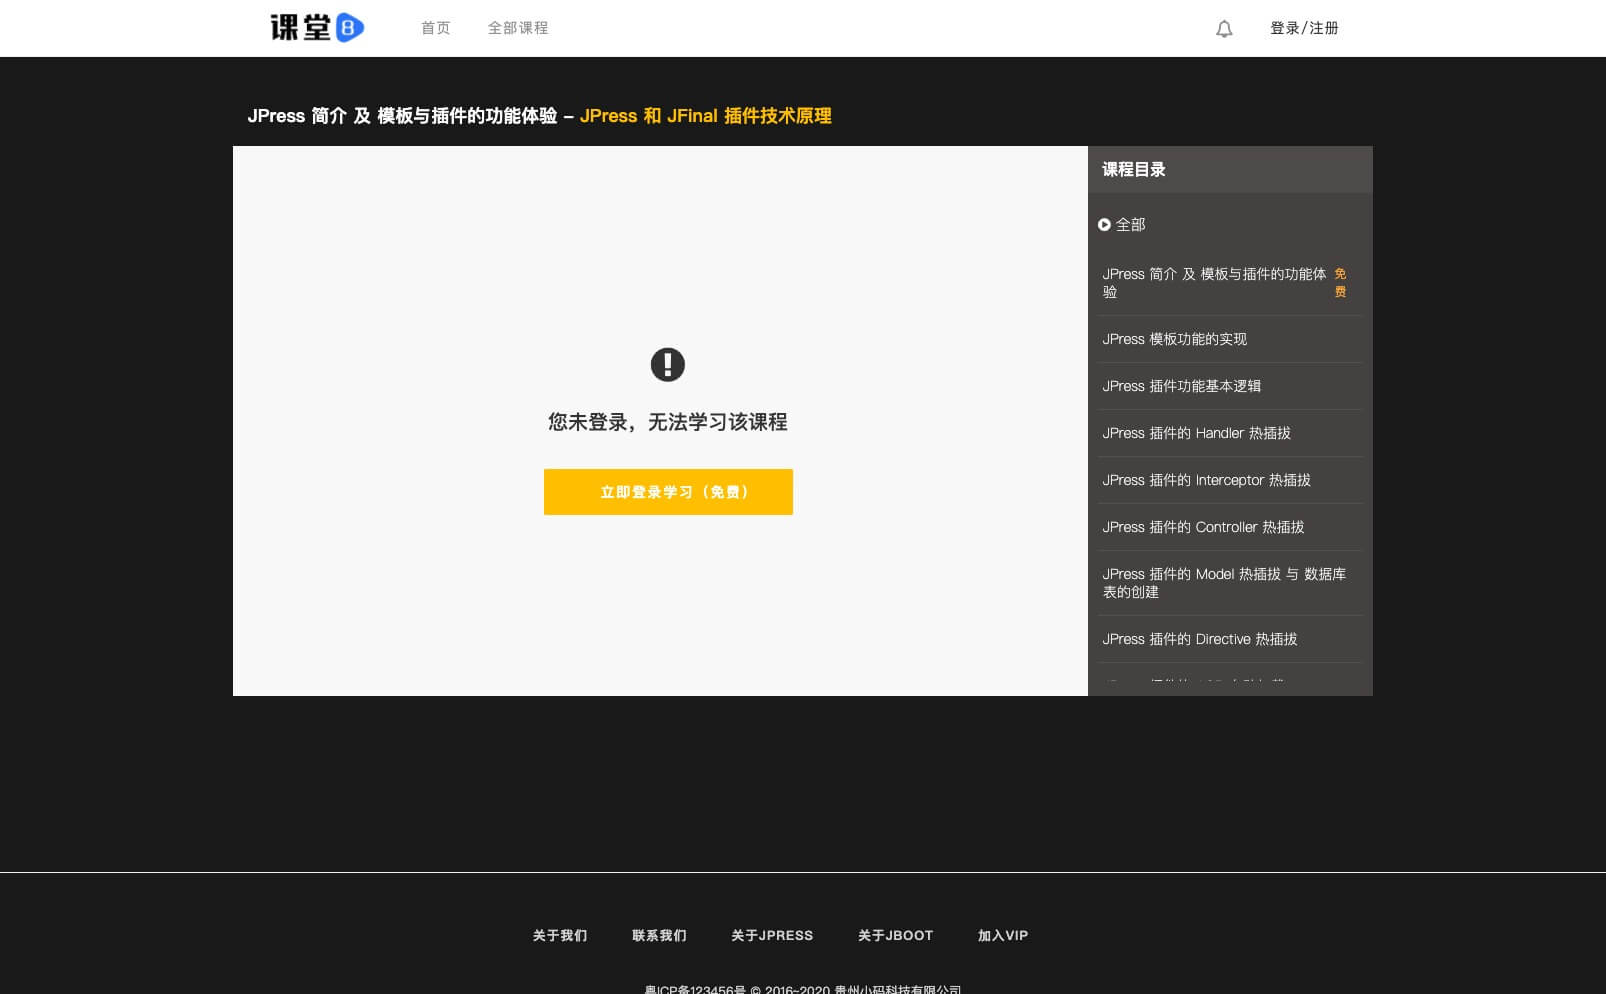 课堂8
首页
全部课程
登录/注册
JPress 简介 及 模板与插件的功能体验 – JPress 和 JFinal 插件技术原理
您未登录，无法学习该课程
立即登录学习（免费）
课程目录
全部
JPress 简介 及 模板与插件的功能体
验
免
费
JPress 模板功能的实现
JPress 插件功能基本逻辑
JPress 插件的 Handler 热插拔
JPress 插件的 Interceptor 热插拔
JPress 插件的 Controller 热插拔
JPress 插件的 Model 热插拔 与 数据库
表的创建
JPress 插件的 Directive 热插拔
关于我们
联系我们
关于JPRESS
关于JBOOT
加入VIP
粤ICP备123456号 © 2016-2020 贵州小码科技有限公司